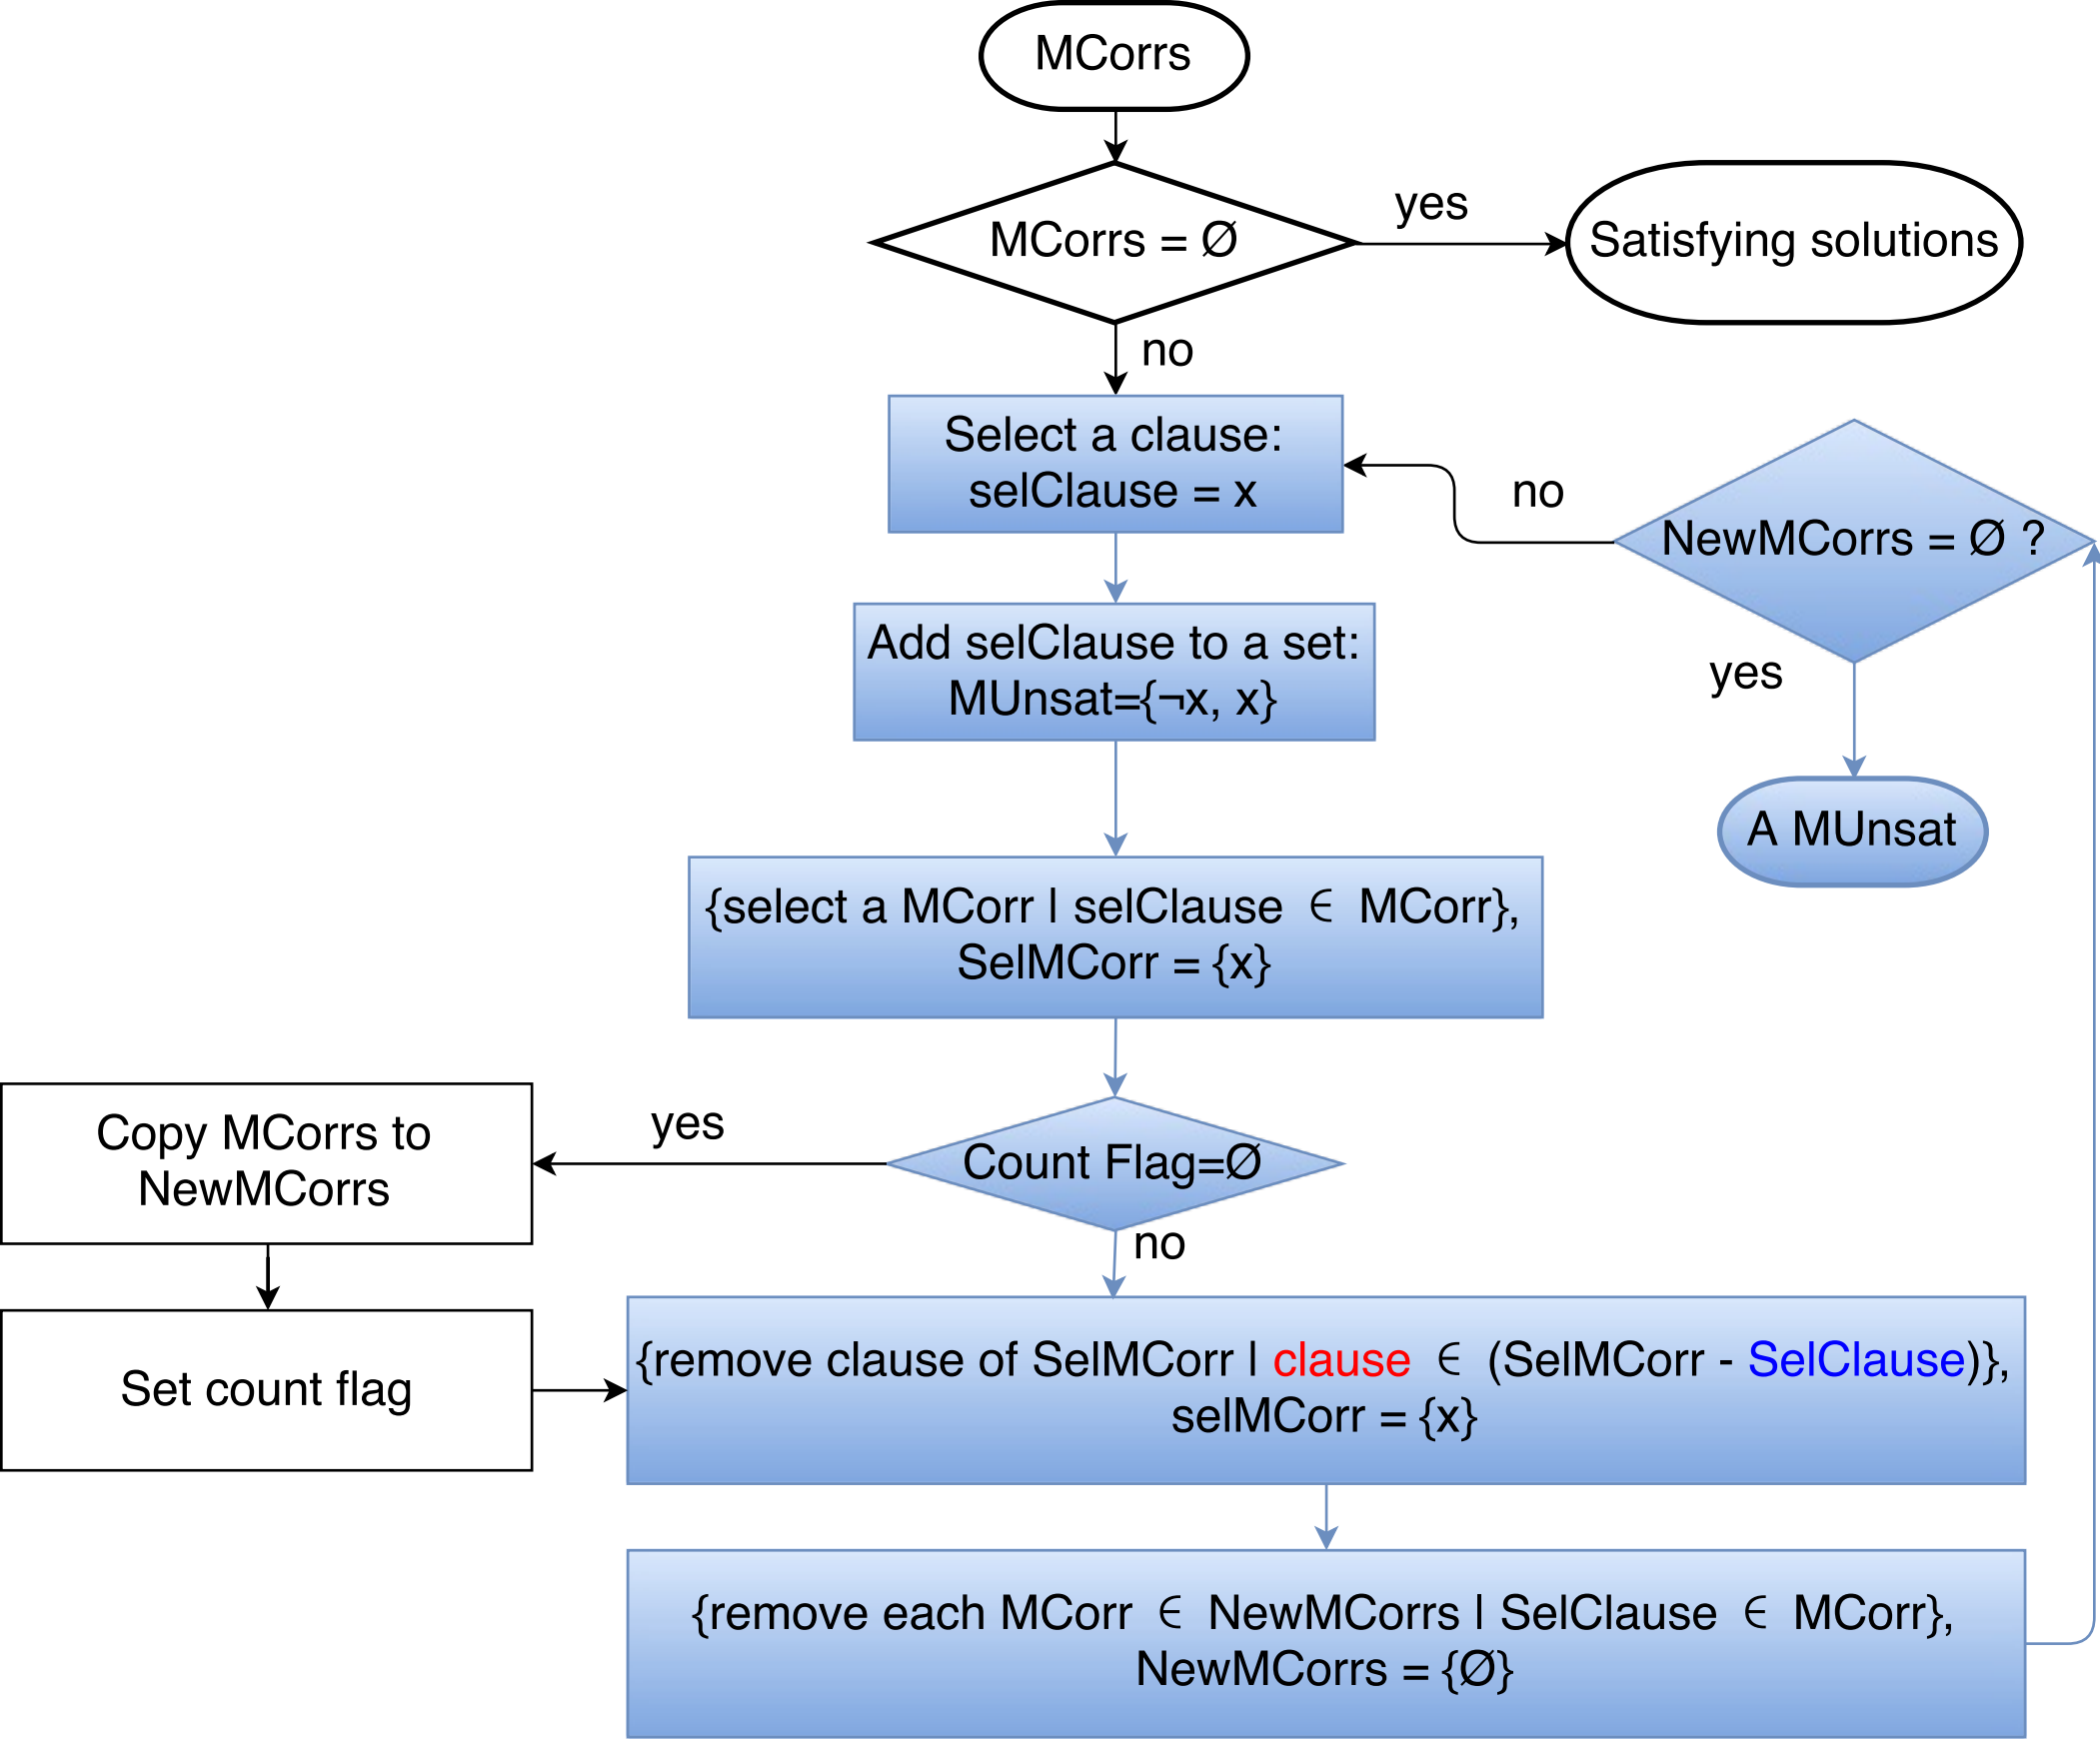 MCorrs
MCorrs = Ø
yes
Satisfying solutions
no
Select a clause:
selClause = x
no
NewMCorrs = Ø ?
yes
Add selClause to a set:
MUnsat={¬x, x}
A MUnsat
{select a MCorr | selClause ∈ MCorr},
SelMCorr = {x}
Count Flag=Ø
yes
no
Copy MCorrs to
NewMCorrs
Set count flag
{remove clause of SelMCorr | clause ∈ (SelMCorr - SelClause)},
selMCorr = {x}
{remove each MCorr ∈ NewMCorrs | SelClause ∈ MCorr},
NewMCorrs = {Ø}